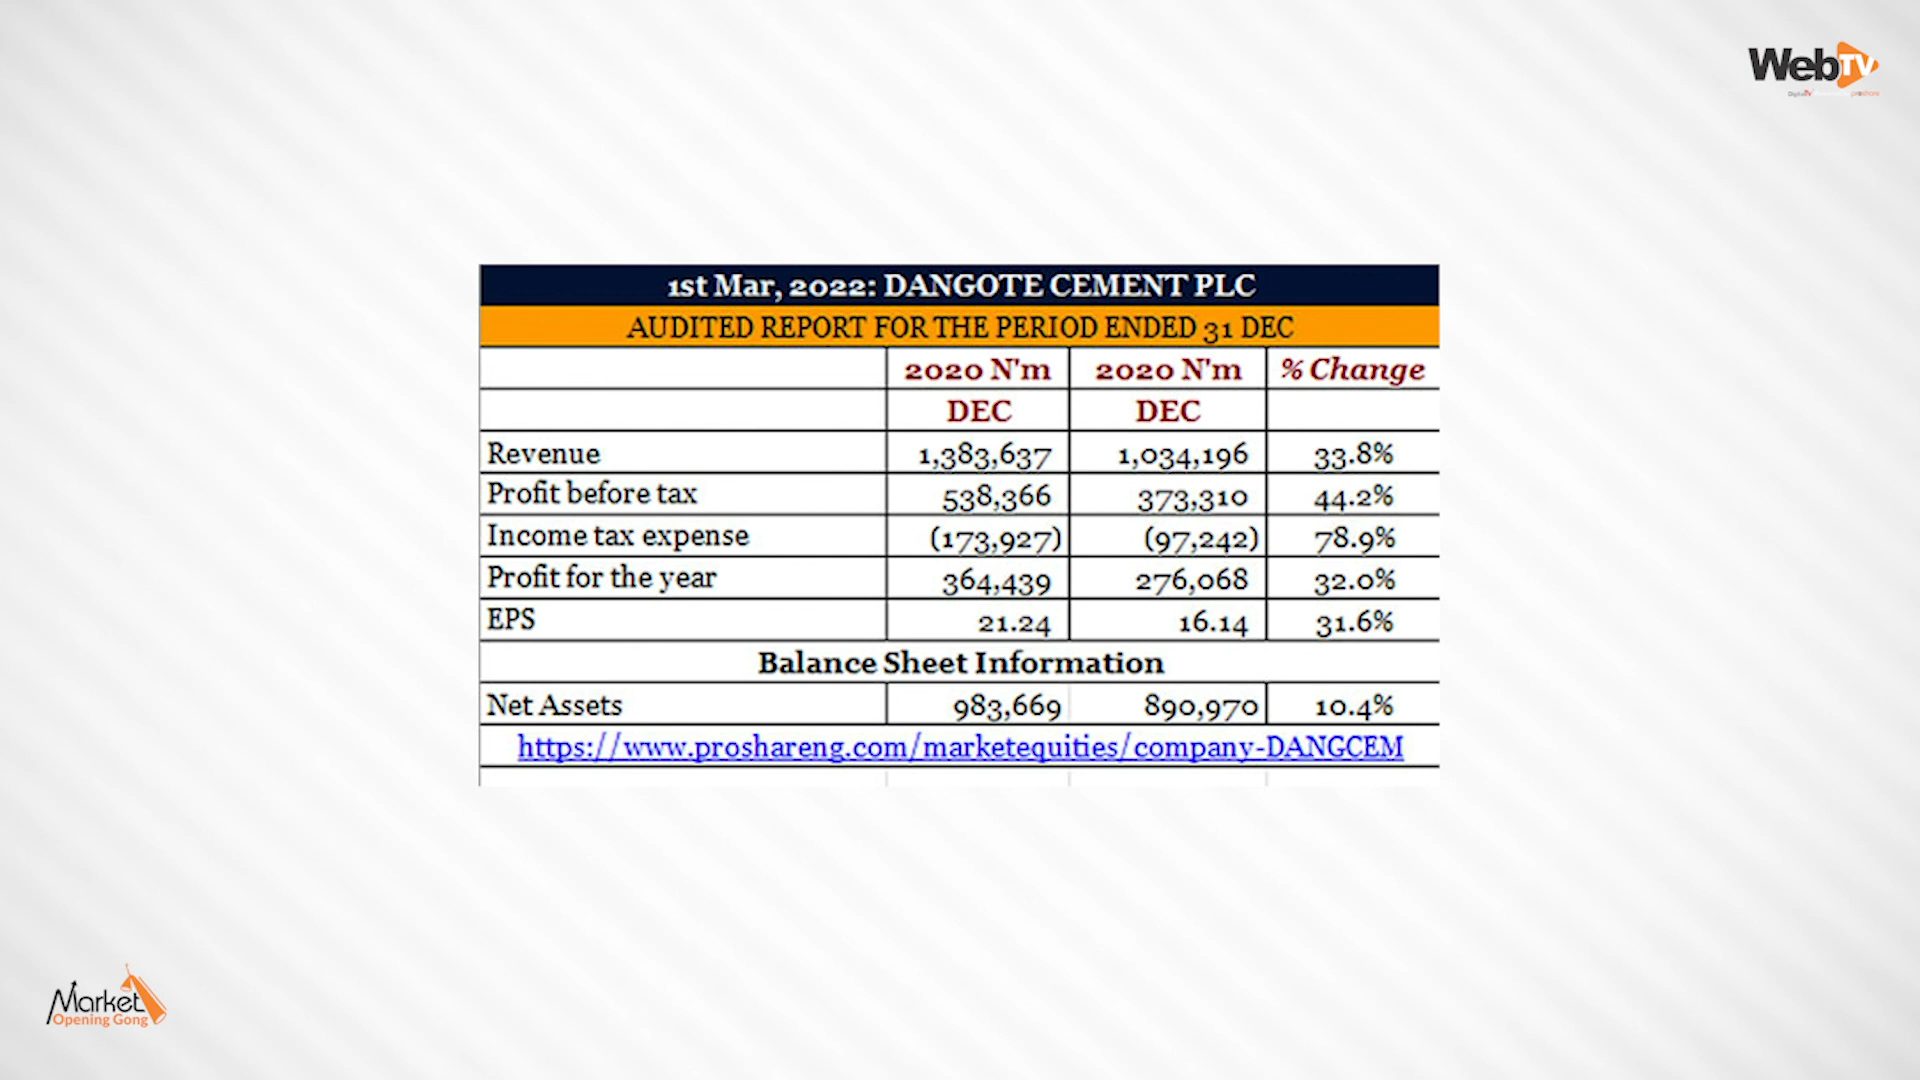 WebTV
1st Mar, 2022: DANGOTE CEMENT PLC
AUDITED REPORT FOR THE PERIOD ENDED 31 DEC
2020 N'm 2020 N'm % Change
DEC DEC
Revenue 1,383,637 1,034,196 33.8%
Profit before tax 538,366 373,310 44.2%
Income tax expense (173,927) (97,242) 78.9%
Profit for the year 364,439 276,068 32.0%
EPS 21.24 16.14 31.6%
Balance Sheet Information
Net Assets 983,669 890,970 10.4%
https://www.proshareng.com/marketequities/company-DANGCEM
Market
Opening Gong